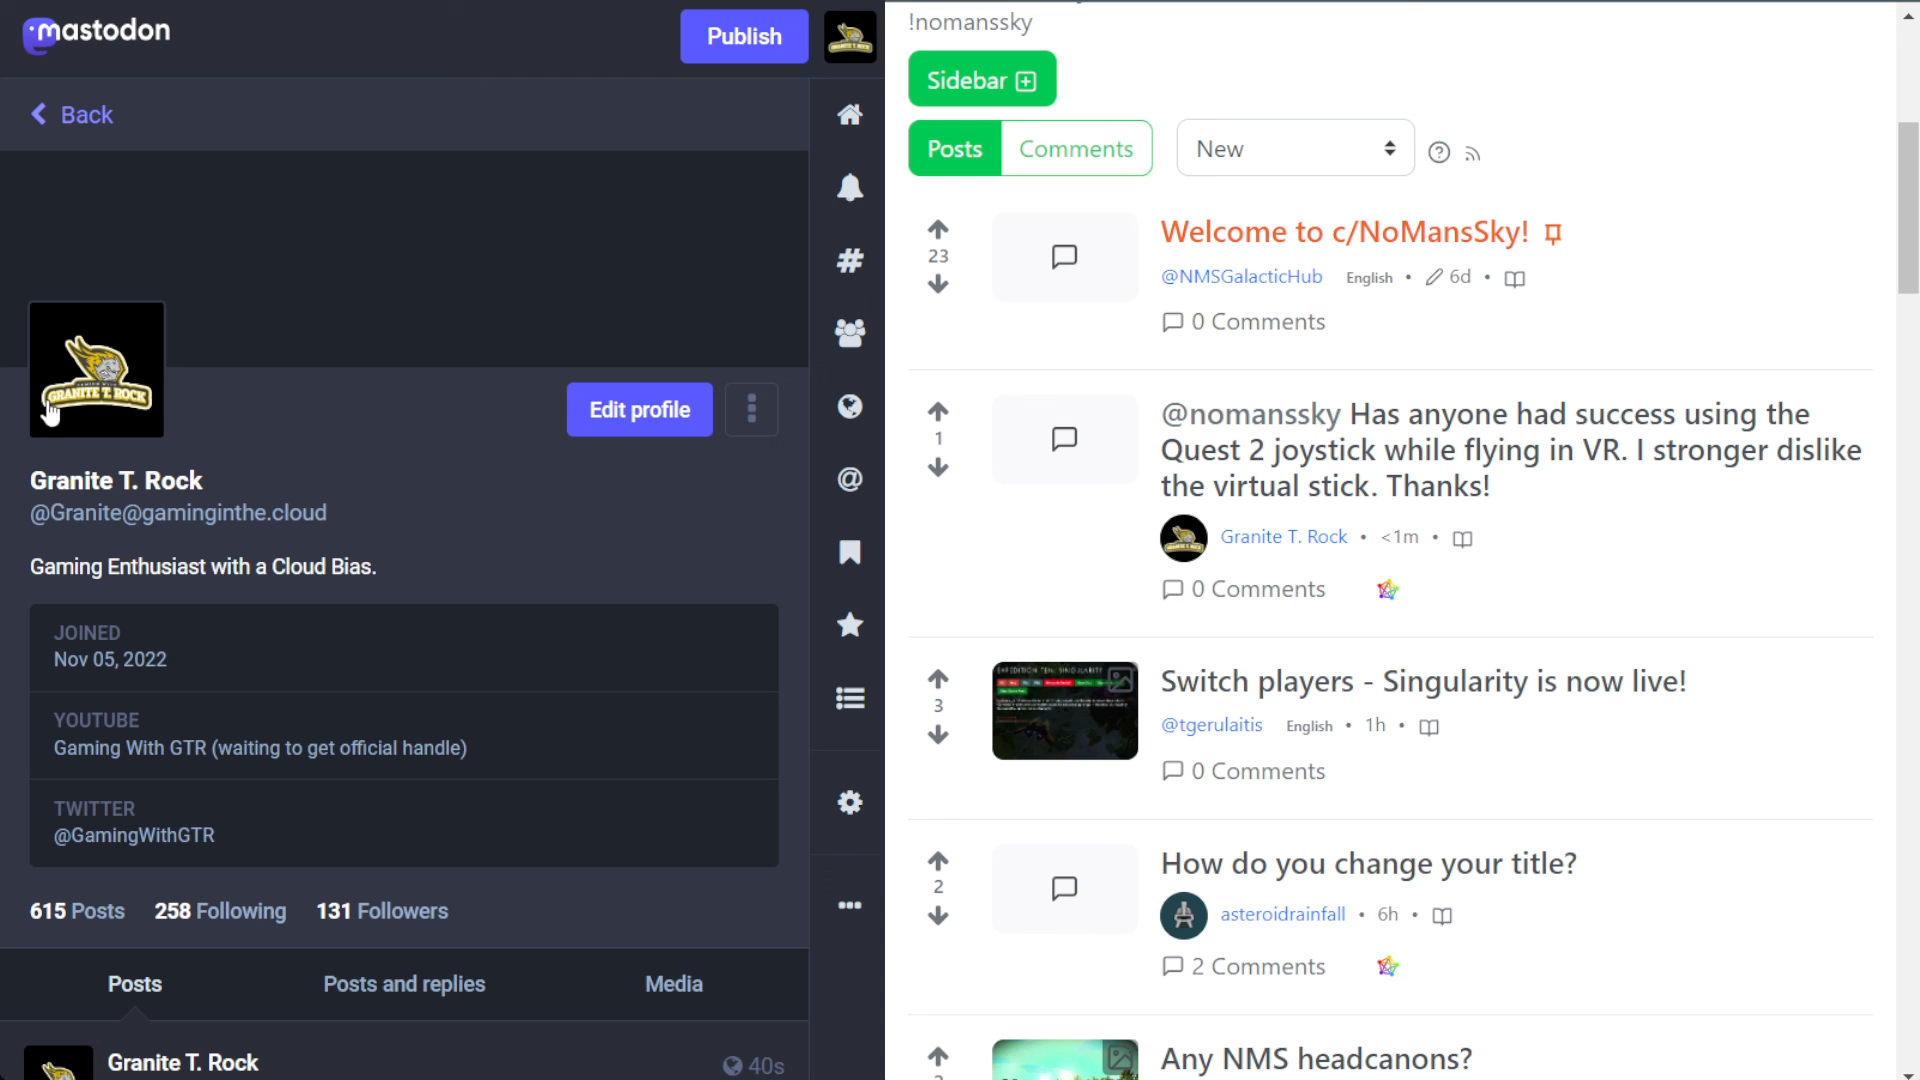 mastodon
Publish
Back
GRANITE T. ROCK
Edit profile
Granite T. Rock
@Granite@gaminginthe.cloud
Gaming Enthusiast with a Cloud Bias.
JOINED
Nov 05, 2022
YOUTUBE
Gaming With GTR (waiting to get official handle)
TWITTER
@GamingWithGTR
615 Posts 258 Following 131 Followers
Posts Posts and replies Media
Granite T. Rock 40s
!nomanssky
Sidebar
Posts Comments New
23
Welcome to c/NoMansSky!
@NMSGalacticHub English • 6d •
0 Comments
1
@nomanssky Has anyone had success using the
Quest 2 joystick while flying in VR. I stronger dislike
the virtual stick. Thanks!
Granite T. Rock • <1m •
0 Comments
3
EXPEDITION TEN: SINGULARITY
Switch players - Singularity is now live!
@tgerulaitis English • 1h •
0 Comments
2
How do you change your title?
asteroidrainfall • 6h •
2 Comments
Any NMS headcanons?